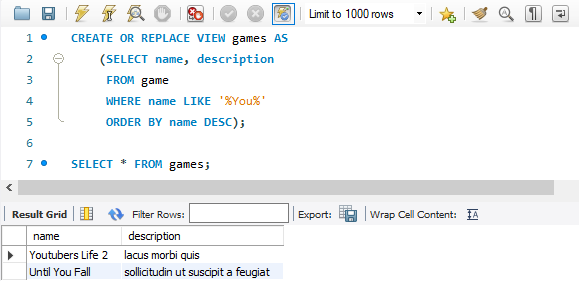 Limit to 1000 rows
1 CREATE OR REPLACE VIEW games AS
2 (SELECT name, description
3 FROM game
4 WHERE name LIKE '%You%'
5 ORDER BY name DESC);
6
7 SELECT * FROM games;
Result Grid Filter Rows: Export: Wrap Cell Content:
name description
Youtubers Life 2 lacus morbi quis
Until You Fall sollicitudin ut suscipit a feugiat